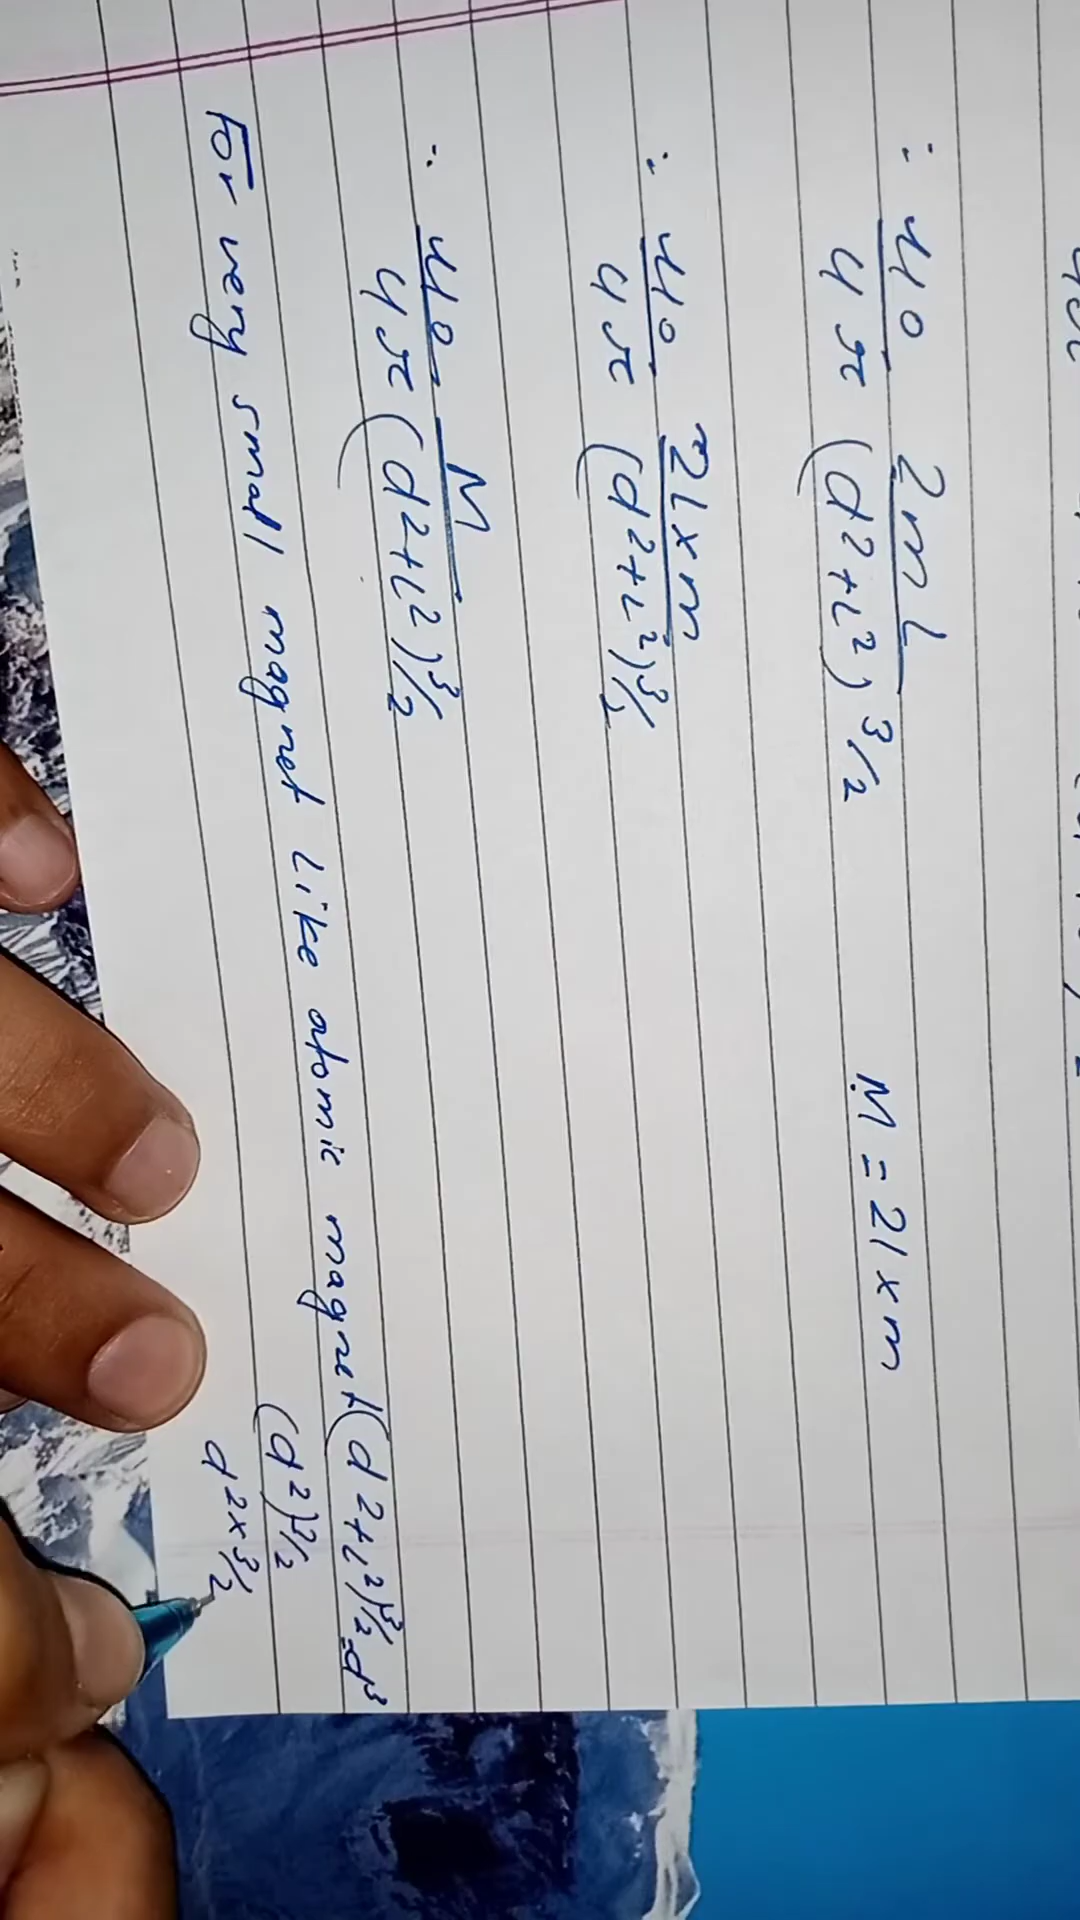 ∴ μ0/4π 2ml/(d²+l²)^3/2 M = 2l×m
∴ μ0/4π 2l×m/(d²+l²)^3/2
∴ μ0/4π M/(d²+l²)^3/2
For very small magnet like atomic magnet (d²+l²)^3/2 = d³
(d²)^3/2
d^2×3/2